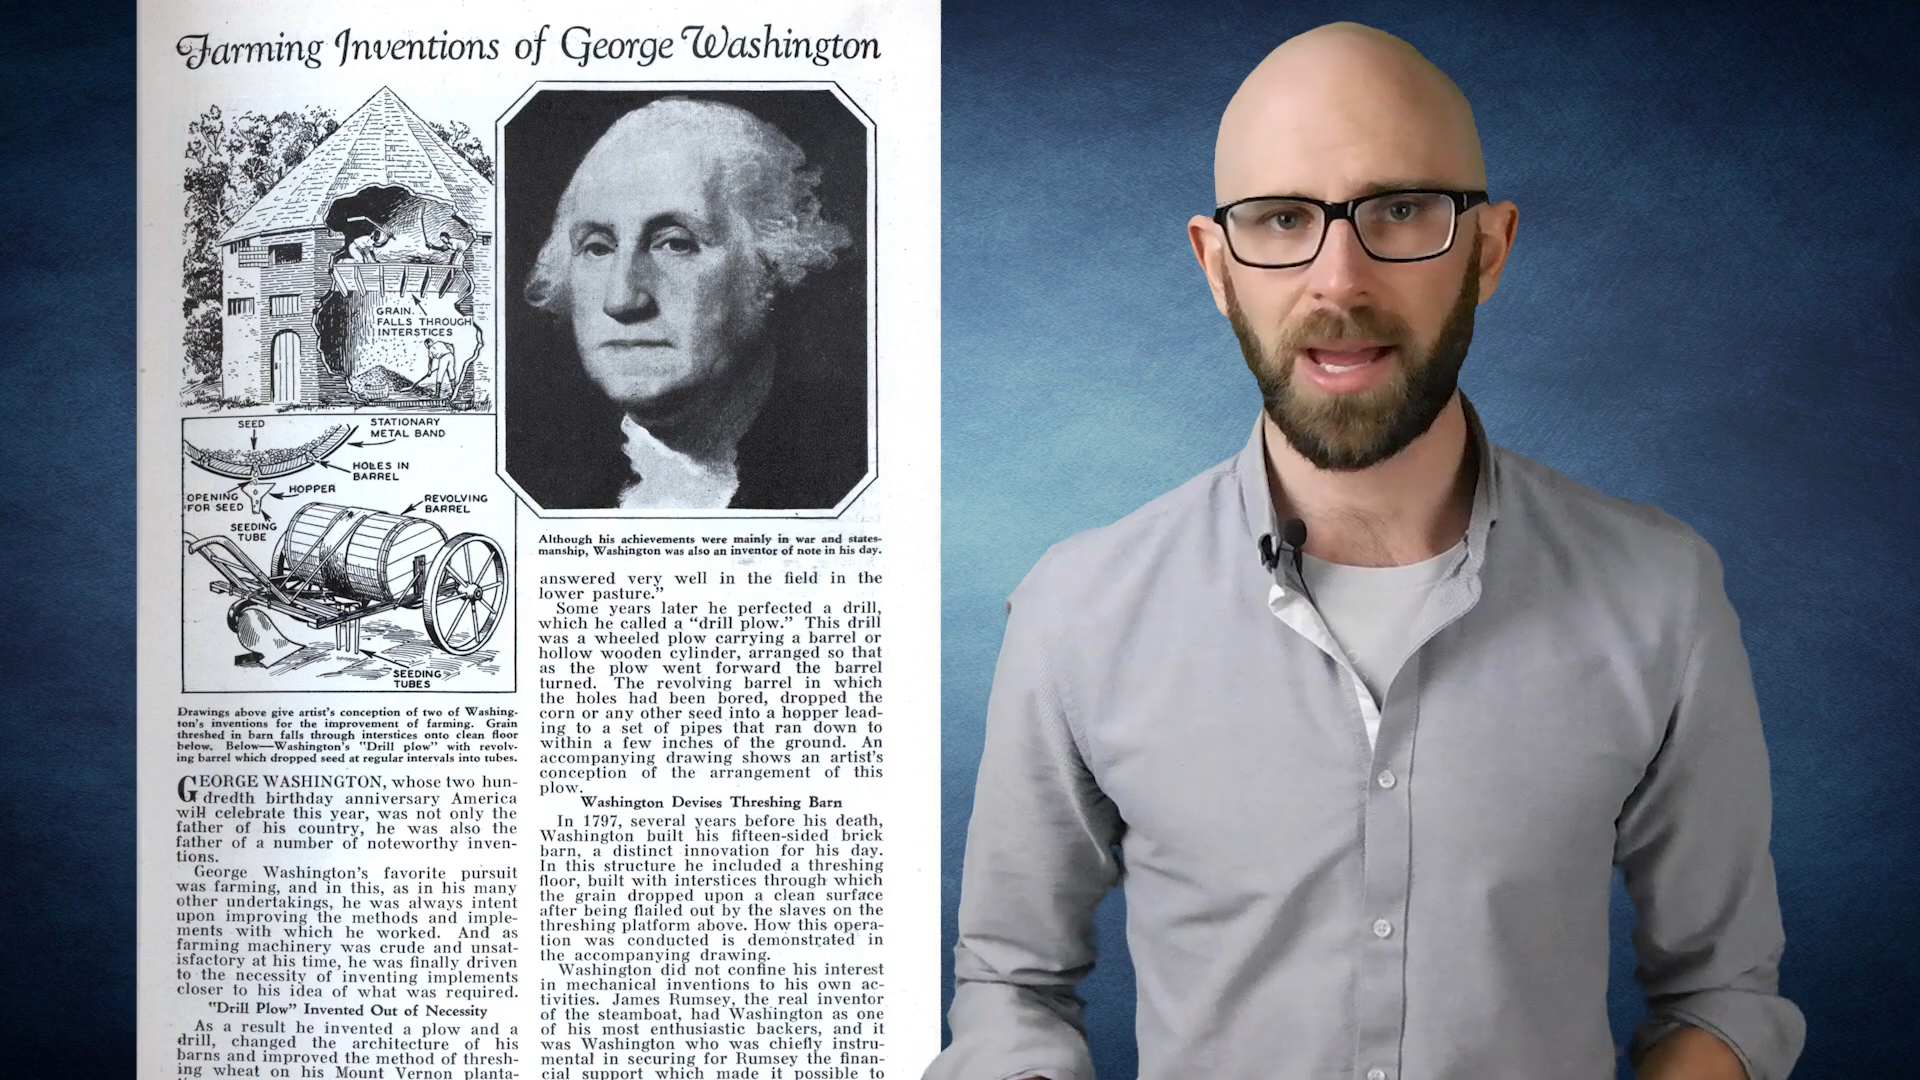 Farming Inventions of George Washington
GRAIN
FALLS THROUGH
INTERSTICES
SEED
STATIONARY
METAL BAND
HOLES IN
BARREL
OPENING
FOR SEED
HOPPER
SEEDING
TUBE
REVOLVING
BARREL
SEEDING
TUBES
Drawings above give artist's conception of two of Washing-
ton's inventions for the improvement of farming. Grain
threshed in barn falls through interstices onto clean floor
below. Below—Washington's "Drill plow" with revolv-
ing barrel which dropped seed at regular intervals into tubes.
GEORGE WASHINGTON, whose two hun-
dredth birthday anniversary America
will celebrate this year, was not only the
father of his country, he was also the
father of a number of noteworthy inven-
tions.
George Washington's favorite pursuit
was farming, and in this, as in his many
other undertakings, he was always intent
upon improving the methods and imple-
ments with which he worked. And as
farming machinery was crude and unsat-
isfactory at his time, he was finally driven
to the necessity of inventing implements
closer to his idea of what was required.
"Drill Plow" Invented Out of Necessity
As a result he invented a plow and a
drill, changed the architecture of his
barns and improved the method of thresh-
ing wheat on his Mount Vernon planta-
Although his achievements were mainly in war and states-
manship, Washington was also an inventor of note in his day.
answered very well in the field in the
lower pasture."
Some years later he perfected a drill,
which he called a "drill plow." This drill
was a wheeled plow carrying a barrel or
hollow wooden cylinder, arranged so that
as the plow went forward the barrel
turned. The revolving barrel in which
the holes had been bored, dropped the
corn or any other seed into a hopper lead-
ing to a set of pipes that ran down to
within a few inches of the ground. An
accompanying drawing shows an artist's
conception of the arrangement of this
plow.
Washington Devises Threshing Barn
In 1797, several years before his death,
Washington built his fifteen-sided brick
barn, a distinct innovation for his day.
In this structure he included a threshing
floor, built with interstices through which
the grain dropped upon a clean surface
after being flailed out by the slaves on the
threshing platform above. How this opera-
tion was conducted is demonstrated in
the accompanying drawing.
Washington did not confine his interest
in mechanical inventions to his own ac-
tivities. James Rumsey, the real inventor
of the steamboat, had Washington as one
of his most enthusiastic backers, and it
was Washington who was chiefly instru-
mental in securing for Rumsey the finan-
cial support which made it possible to